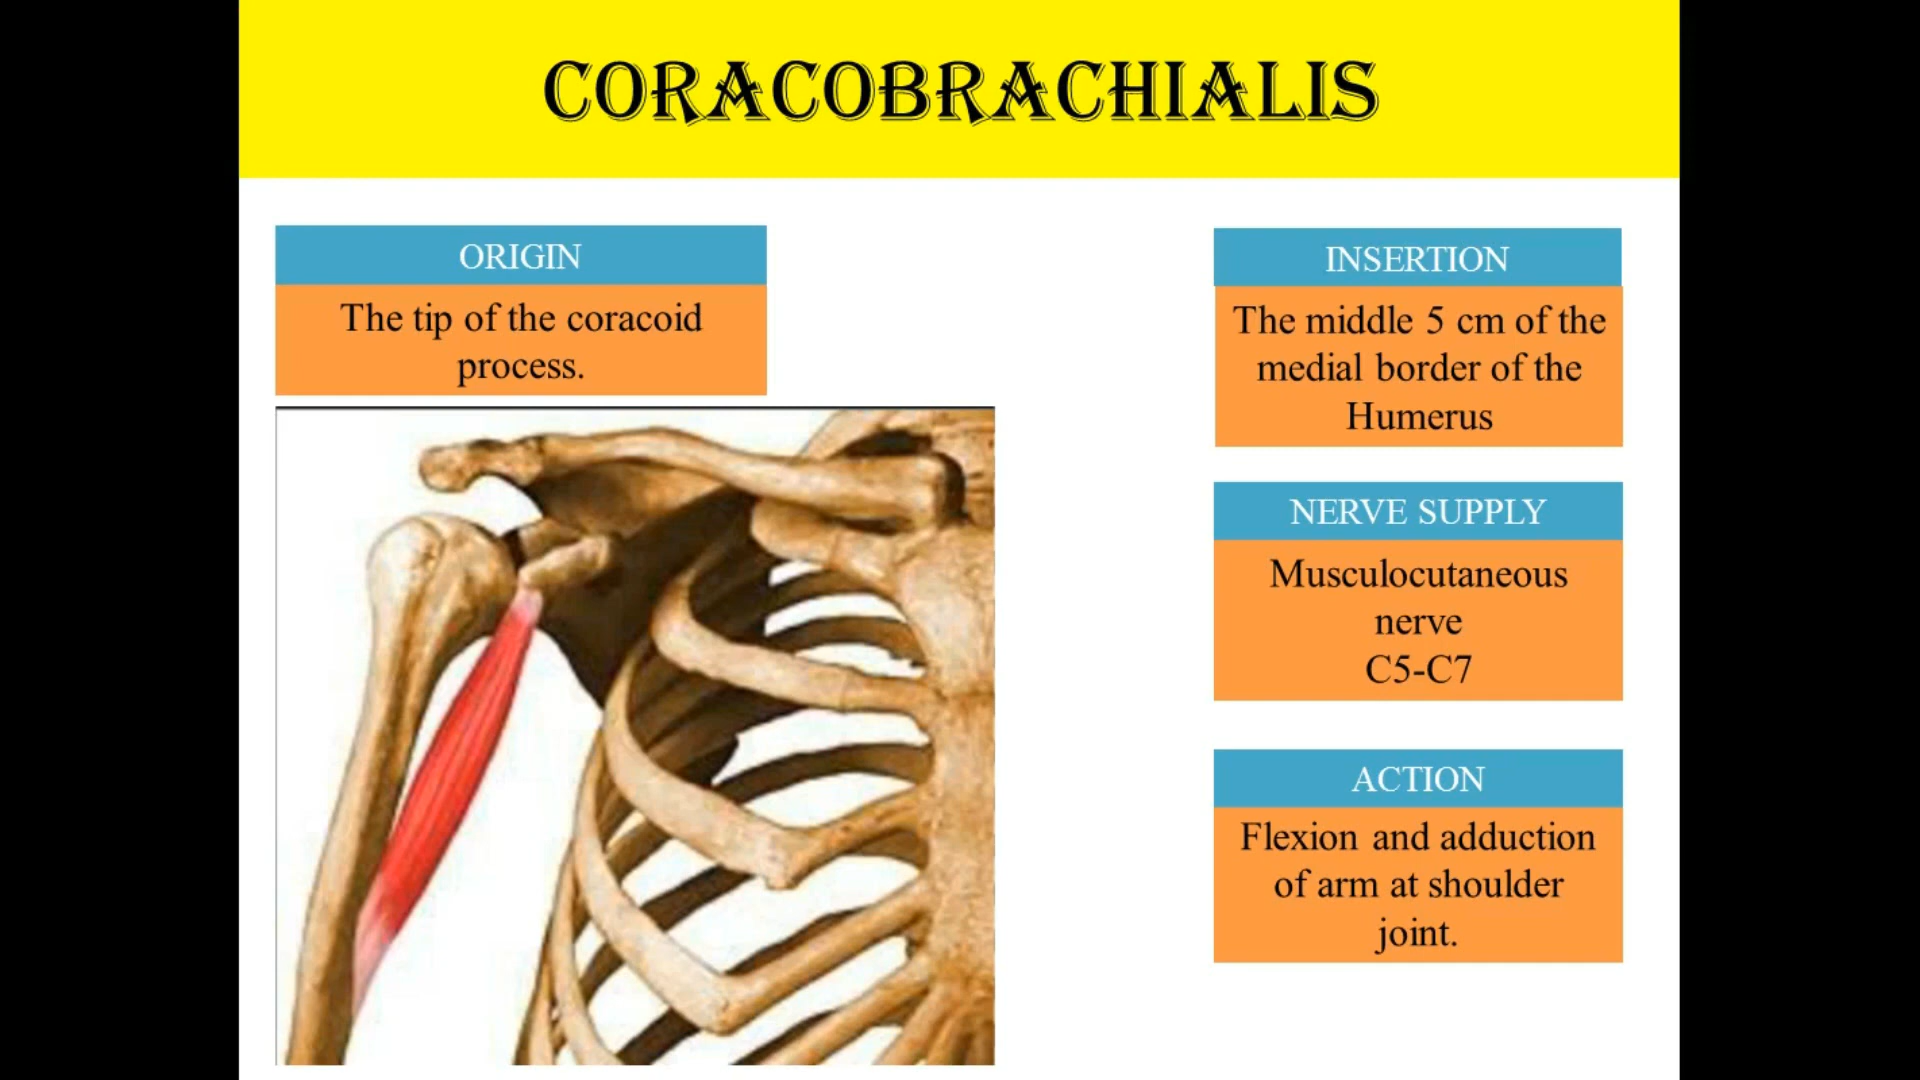 CORACOBRACHIALIS
ORIGIN
The tip of the coracoid
process.
INSERTION
The middle 5 cm of the
medial border of the
Humerus
NERVE SUPPLY
Musculocutaneous
nerve
C5-C7
ACTION
Flexion and adduction
of arm at shoulder
joint.